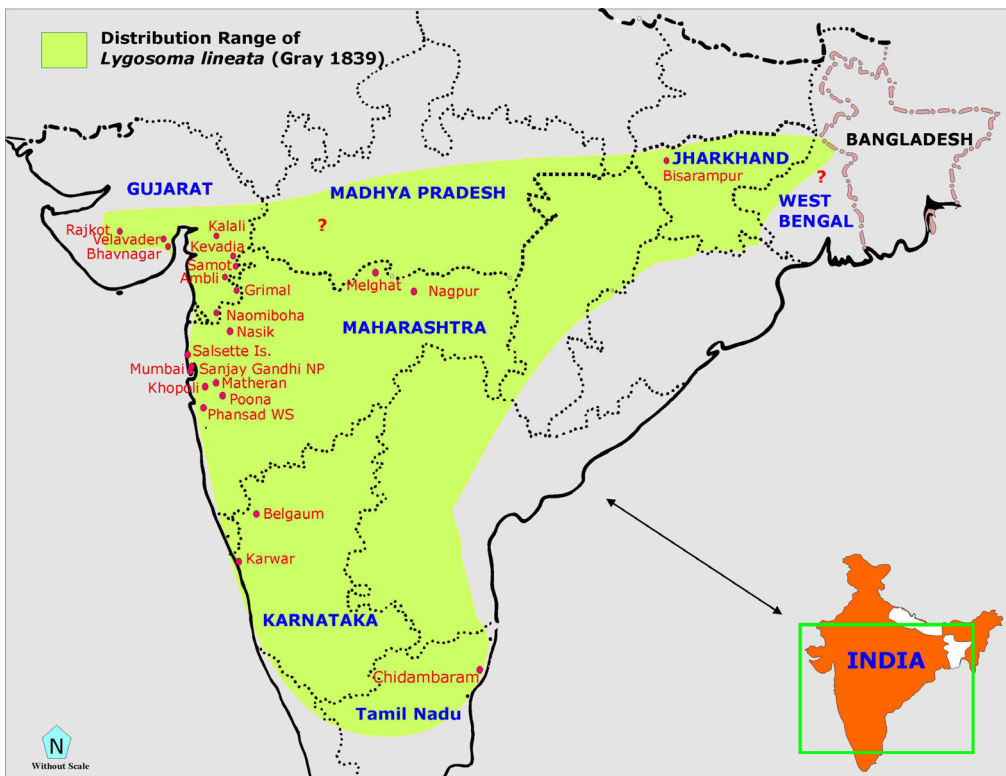 Distribution Range of
Lygosoma lineata (Gray 1839)
BANGLADESH
JHARKHAND
Bisarampur
?
GUJARAT
MADHYA PRADESH
WEST
BENGAL
?
Rajkot
Velavader
Bhavnagar
Kalali
Kevadia
Samot
Ambli
Grimal
Melghat
Nagpur
Naomiboha
MAHARASHTRA
Nasik
Salsette Is.
Mumbai
Sanjay Gandhi NP
Khopoli
Matheran
Poona
Phansad WS
Belgaum
Karwar
KARNATAKA
Chidambaram
Tamil Nadu
INDIA
N
Without Scale